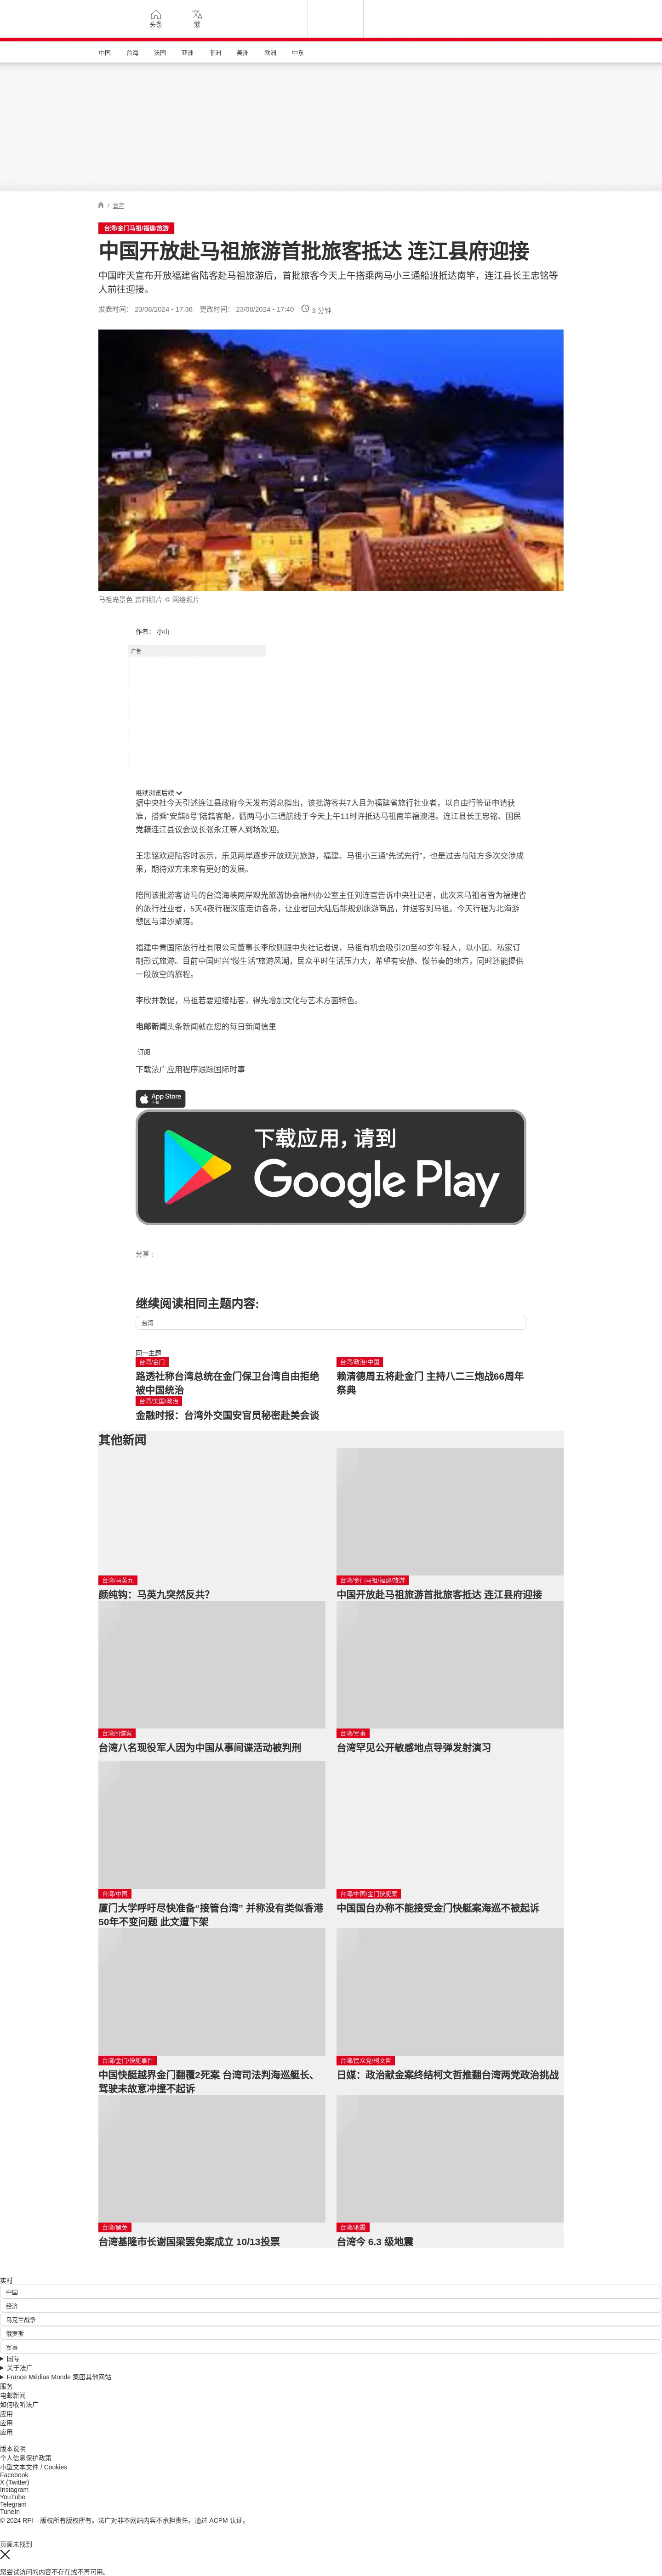 头条
繁
中国 台海 法国 亚洲 非洲 美洲 欧洲 中东
/ 台湾
台湾/金门马祖/福建/旅游
中国开放赴马祖旅游首批旅客抵达 连江县府迎接
中国昨天宣布开放福建省陆客赴马祖旅游后，首批旅客今天上午搭乘两马小三通船班抵达南竿，连江县长王忠铭等
人前往迎接。
发表时间： 23/08/2024 - 17:38 更改时间： 23/08/2024 - 17:40 3 分钟
马祖岛景色 资料照片 © 网络照片
作者： 小山
广告
继续浏览后续
据中央社今天引述连江县政府今天发布消息指出，该批游客共7人且为福建省旅行社业者，以自由行签证申请获
准，搭乘“安麒6号”陆籍客船，循两马小三通航线于今天上午11时许抵达马祖南竿福澳港。连江县长王忠铭、国民
党籍连江县议会议长张永江等人到场欢迎。
王忠铭欢迎陆客时表示，乐见两岸逐步开放观光旅游，福建、马祖小三通“先试先行”，也是过去与陆方多次交涉成
果，期待双方未来有更好的发展。
陪同该批游客访马的台湾海峡两岸观光旅游协会福州办公室主任刘连官告诉中央社记者，此次来马祖者皆为福建省
的旅行社业者，5天4夜行程深度走访各岛，让业者回大陆后能规划旅游商品，并送客到马祖。今天行程为北海游
憩区与津沙聚落。
福建中青国际旅行社有限公司董事长李欣则跟中央社记者说，马祖有机会吸引20至40岁年轻人，以小团、私家订
制形式旅游。目前中国时兴“慢生活”旅游风潮，民众平时生活压力大，希望有安静、慢节奏的地方，同时还能提供
一段放空的旅程。
李欣并敦促，马祖若要迎接陆客，得先增加文化与艺术方面特色。
电邮新闻头条新闻就在您的每日新闻信里
订阅
下载法广应用程序跟踪国际时事
App Store
下载
下载应用，请到
Google Play
分享 :
继续阅读相同主题内容:
台湾
同一主题
台湾/金门
路透社称台湾总统在金门保卫台湾自由拒绝
被中国统治
台湾/政治/中国
赖清德周五将赴金门 主持八二三炮战66周年
祭典
台湾/美国/政治
金融时报：台湾外交国安官员秘密赴美会谈
其他新闻
台湾/马英九
颜纯钩：马英九突然反共？
台湾/金门马祖/福建/旅游
中国开放赴马祖旅游首批旅客抵达 连江县府迎接
台湾间谍案
台湾八名现役军人因为中国从事间谍活动被判刑
台湾/军事
台湾罕见公开敏感地点导弹发射演习
台湾/中国
厦门大学呼吁尽快准备“接管台湾” 并称没有类似香港
50年不变问题 此文遭下架
台湾/中国/金门快艇案
中国国台办称不能接受金门快艇案海巡不被起诉
台湾/金门/快艇事件
中国快艇越界金门翻覆2死案 台湾司法判海巡艇长、
驾驶未故意冲撞不起诉
台湾/民众党/柯文哲
日媒：政治献金案终结柯文哲推翻台湾两党政治挑战
台湾/罢免
台湾基隆市长谢国梁罢免案成立 10/13投票
台湾/地震
台湾今 6.3 级地震
实时
中国
经济
乌克兰战争
俄罗斯
军事
国际
关于法广
France Médias Monde 集团其他网站
服务
电邮新闻
如何收听法广
应用
应用
应用
版本说明
个人信息保护政策
小型文本文件 / Cookies
Facebook
X (Twitter)
Instagram
YouTube
Telegram
TuneIn
© 2024 RFI – 版权所有版权所有。法广对非本网站内容不承担责任。通过 ACPM 认证。
页面未找到
您尝试访问的内容不存在或不再可用。